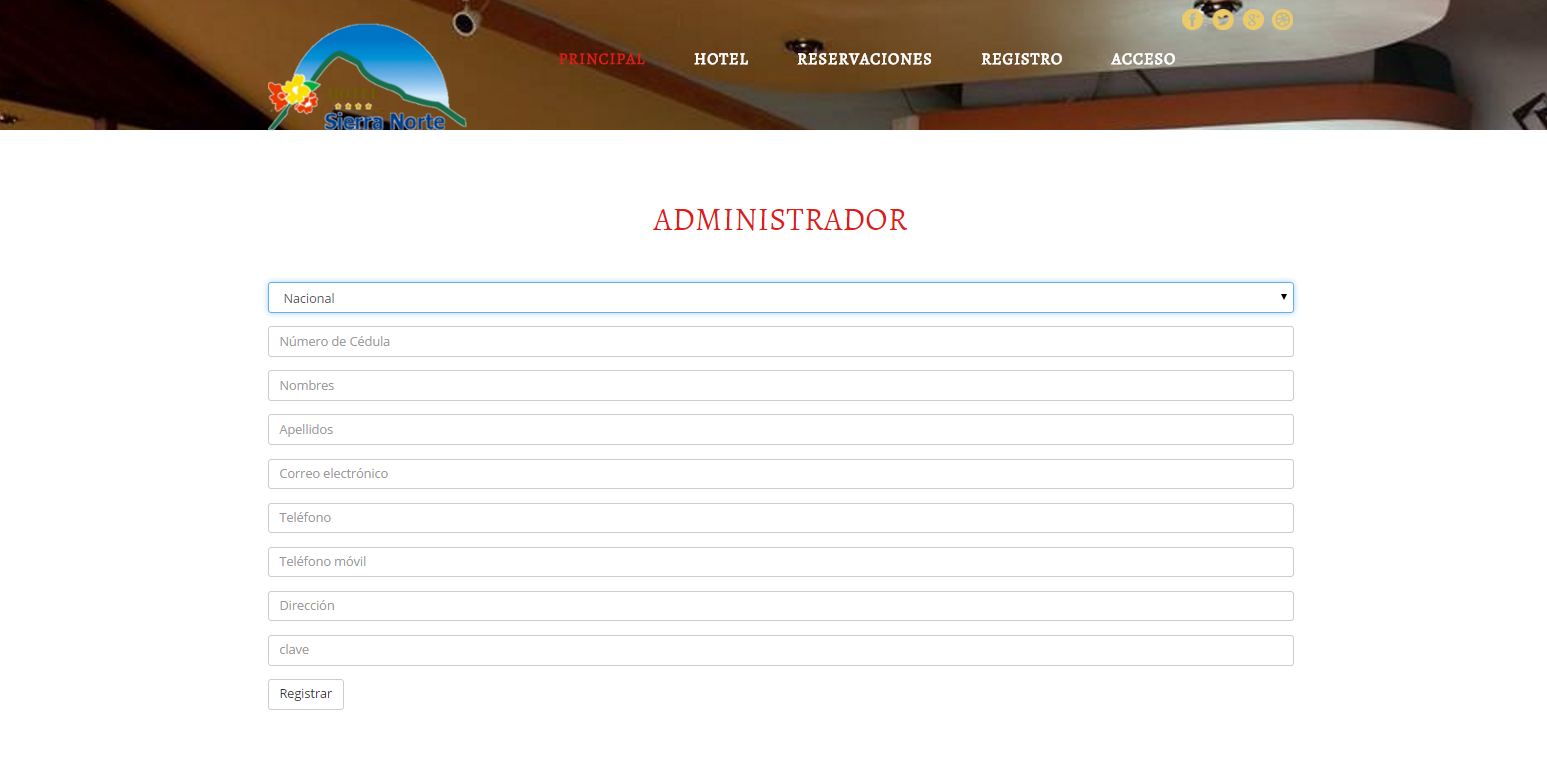 PRINCIPAL HOTEL RESERVACIONES REGISTRO ACCESO
Sierra Norte
ADMINISTRADOR
Nacional
Número de Cédula
Nombres
Apellidos
Correo electrónico
Teléfono
Teléfono móvil
Dirección
clave
Registrar